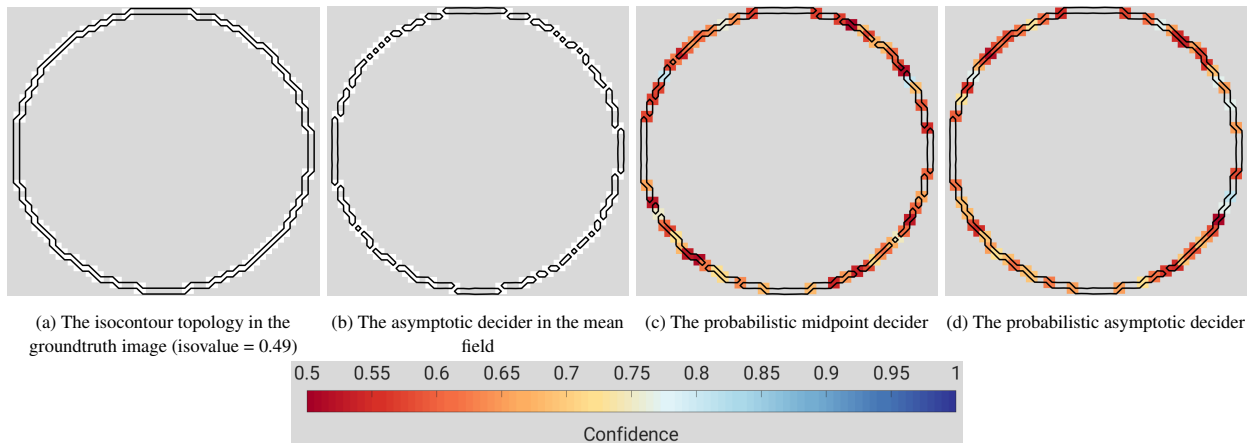 (a) The isocontour topology in the
groundtruth image (isovalue = 0.49)
(b) The asymptotic decider in the mean
field
(c) The probabilistic midpoint decider
(d) The probabilistic asymptotic decider
0.5 0.55 0.6 0.65 0.7 0.75 0.8 0.85 0.9 0.95 1
Confidence